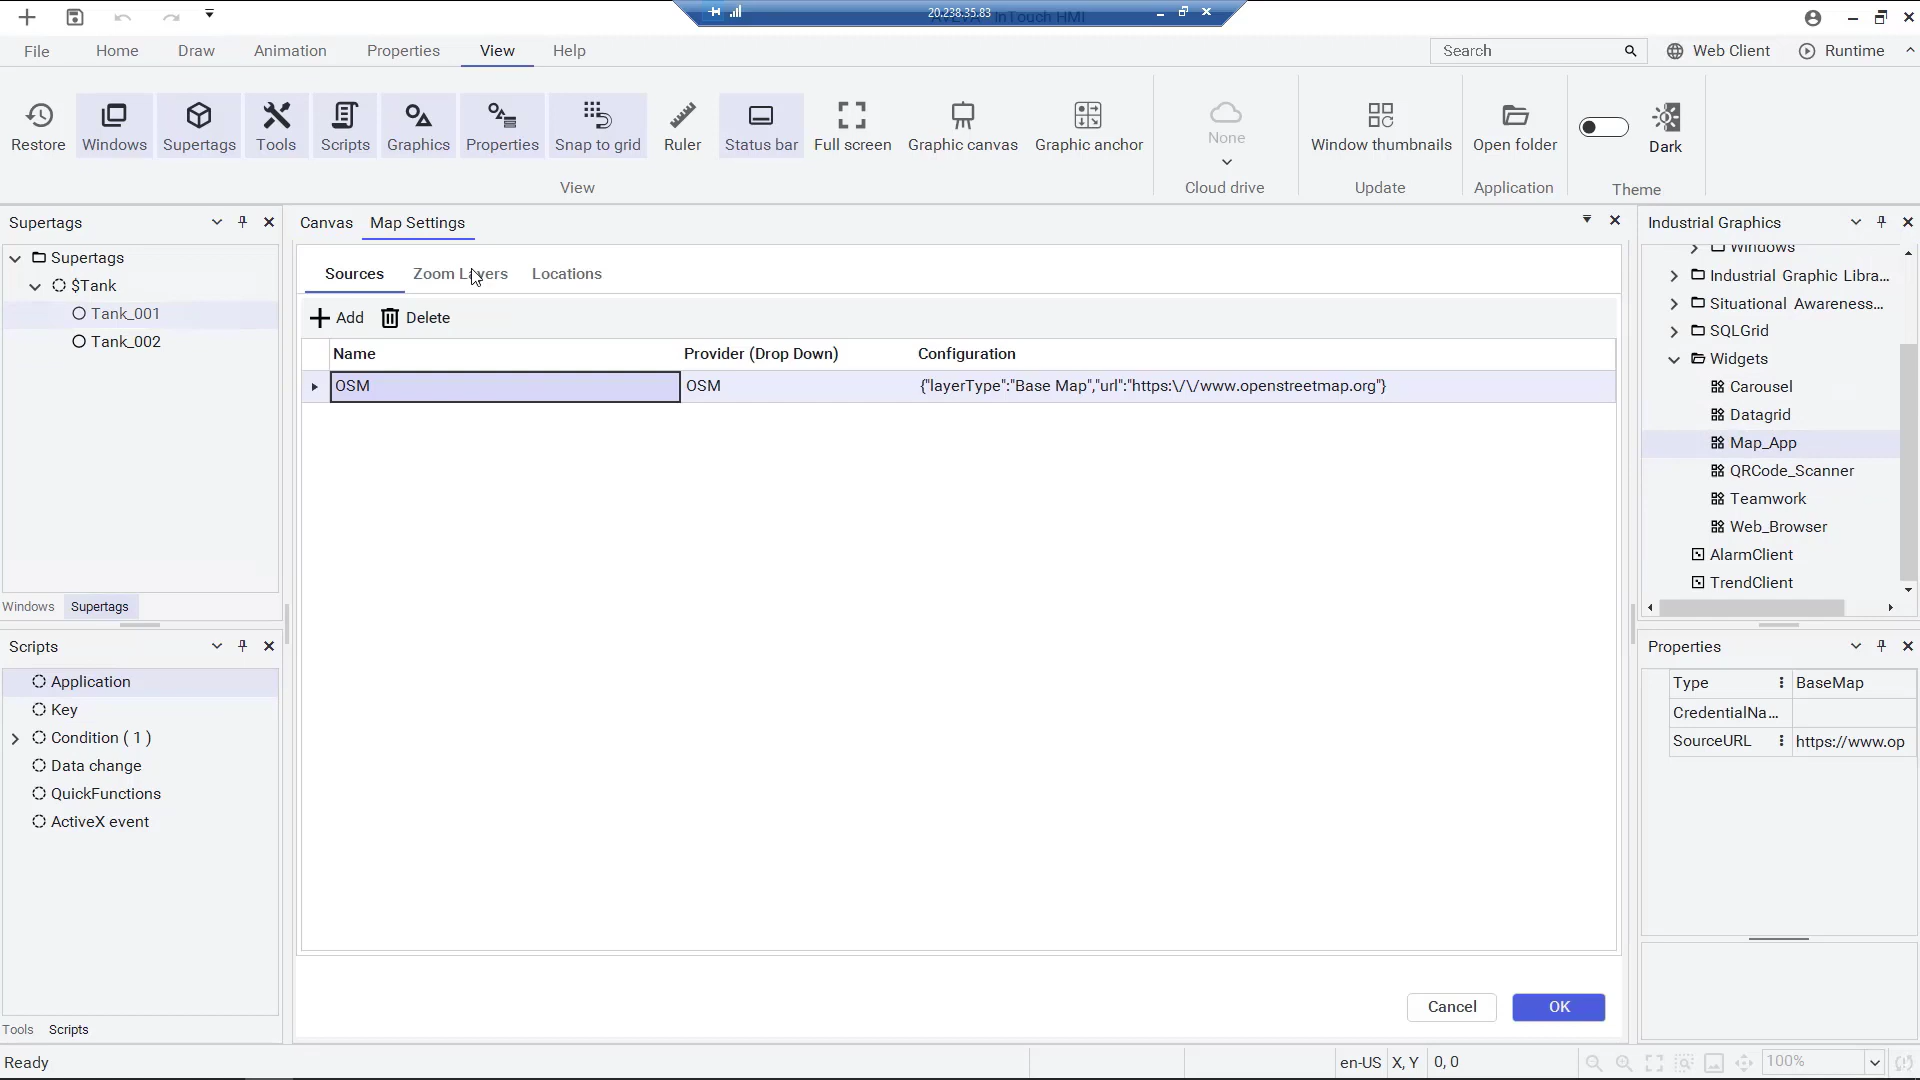 20.238.35.83
InTouch HMI
File Home Draw Animation Properties View Help
Search
Web Client
Runtime
Restore Windows Supertags Tools Scripts Graphics Properties Snap to grid Ruler Status bar Full screen Graphic canvas Graphic anchor
None
Window thumbnails
Open folder
Dark
View
Cloud drive
Update
Application
Theme
Supertags
Supertags
$Tank
Tank_001
Tank_002
Windows Supertags
Scripts
Application
Key
Condition ( 1 )
Data change
QuickFunctions
ActiveX event
Tools Scripts
Canvas Map Settings
Sources Zoom Layers Locations
Add Delete
Name Provider (Drop Down) Configuration
OSM OSM {"layerType":"Base Map","url":"https:\/\/www.openstreetmap.org"}
Cancel OK
Industrial Graphics
Windows
Industrial Graphic Libra...
Situational Awareness...
SQLGrid
Widgets
Carousel
Datagrid
Map_App
QRCode_Scanner
Teamwork
Web_Browser
AlarmClient
TrendClient
Properties
Type BaseMap
CredentialNa...
SourceURL https://www.op
Ready
en-US X, Y 0, 0
100%